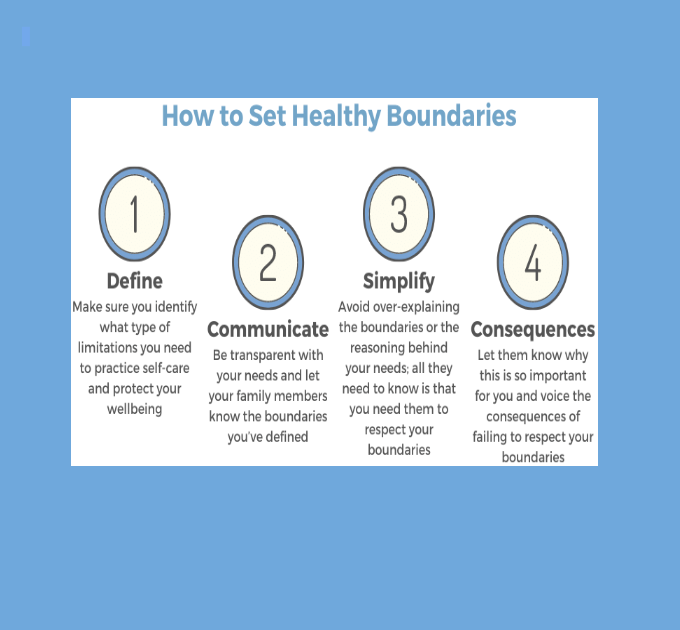 How to Set Healthy Boundaries
1
Define
Make sure you identify
what type of
limitations you need
to practice self-care
and protect your
wellbeing
2
Communicate
Be transparent with
your needs and let
your family members
know the boundaries
you've defined
3
Simplify
Avoid over-explaining
the boundaries or the
reasoning behind
your needs; all they
need to know is that
you need them to
respect your
boundaries
4
Consequences
Let them know why
this is so important
for you and voice the
consequences of
failing to respect your
boundaries